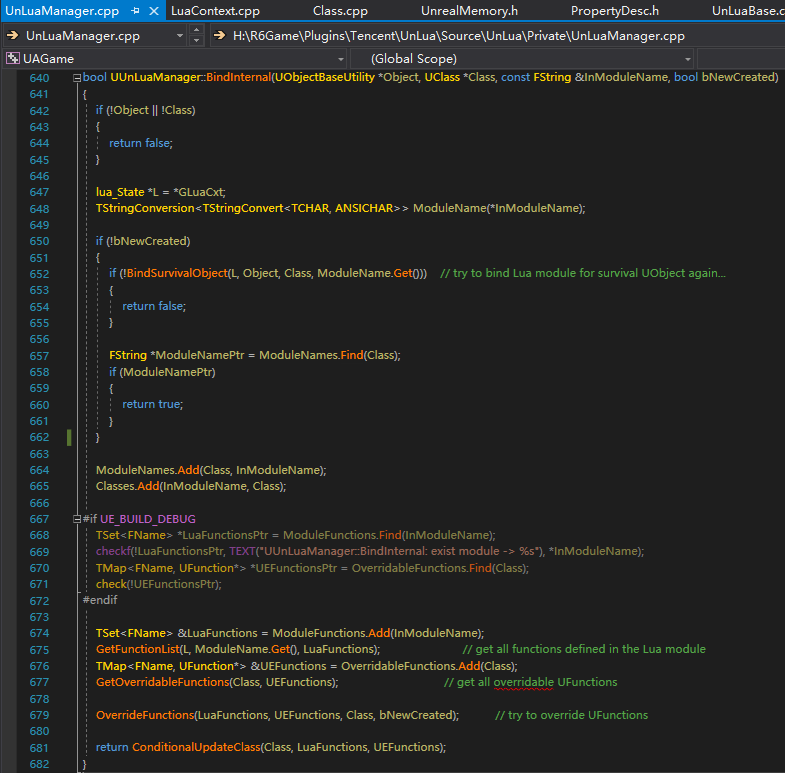 UnLuaManager.cpp LuaContext.cpp Class.cpp UnrealMemory.h PropertyDesc.h UnLuaBase.c
UnLuaManager.cpp H:\R6Game\Plugins\Tencent\UnLua\Source\UnLua\Private\UnLuaManager.cpp
UAGame (Global Scope)
640 bool UUnLuaManager::BindInternal(UObjectBaseUtility *Object, UClass *Class, const FString &InModuleName, bool bNewCreated)
641 {
642 if (!Object || !Class)
643 {
644 return false;
645 }
646
647 lua_State *L = *GLuaCxt;
648 TStringConversion<TStringConvert<TCHAR, ANSICHAR>> ModuleName(*InModuleName);
649
650 if (!bNewCreated)
651 {
652 if (!BindSurvivalObject(L, Object, Class, ModuleName.Get())) // try to bind Lua module for survival UObject again...
653 {
654 return false;
655 }
656
657 FString *ModuleNamePtr = ModuleNames.Find(Class);
658 if (ModuleNamePtr)
659 {
660 return true;
661 }
662 }
663
664 ModuleNames.Add(Class, InModuleName);
665 Classes.Add(InModuleName, Class);
666
667 #if UE_BUILD_DEBUG
668 TSet<FName> *LuaFunctionsPtr = ModuleFunctions.Find(InModuleName);
669 checkf(!LuaFunctionsPtr, TEXT("UUnLuaManager::BindInternal: exist module -> %s"), *InModuleName);
670 TMap<FName, UFunction*> *UEFunctionsPtr = OverridableFunctions.Find(Class);
671 check(!UEFunctionsPtr);
672 #endif
673
674 TSet<FName> &LuaFunctions = ModuleFunctions.Add(InModuleName);
675 GetFunctionList(L, ModuleName.Get(), LuaFunctions); // get all functions defined in the Lua module
676 TMap<FName, UFunction*> &UEFunctions = OverridableFunctions.Add(Class);
677 GetOverridableFunctions(Class, UEFunctions); // get all overridable UFunctions
678
679 OverrideFunctions(LuaFunctions, UEFunctions, Class, bNewCreated); // try to override UFunctions
680
681 return ConditionalUpdateClass(Class, LuaFunctions, UEFunctions);
682 }